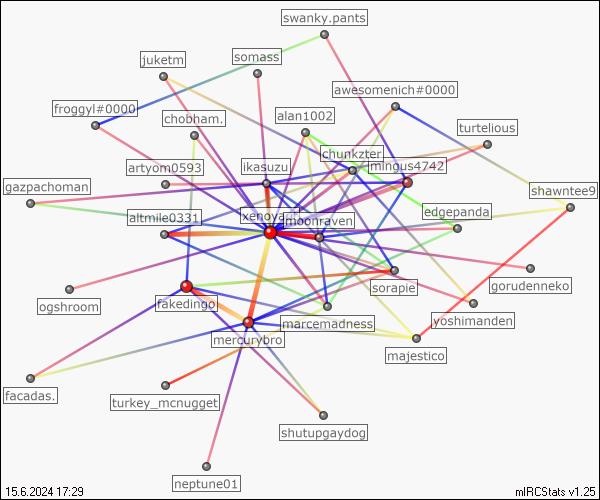 swanky.pants
juketm
somass
awesomenich#0000
froggyl#0000
chobham.
alan1002
turtelious
chunkzter
artyom0593
ikasuzu
lmingus4742
gazpachoman
shawntee9
altmile0331
xenoya
moonraven
edgepanda
ogshroom
fakedingo
sorapie
gorudenneko
marcemadness
yoshimanden
mercurybro
majestico
facadas.
turkey_mcnugget
shutupgaydog
neptune01
15.6.2024 17:29
mIRCStats v1.25